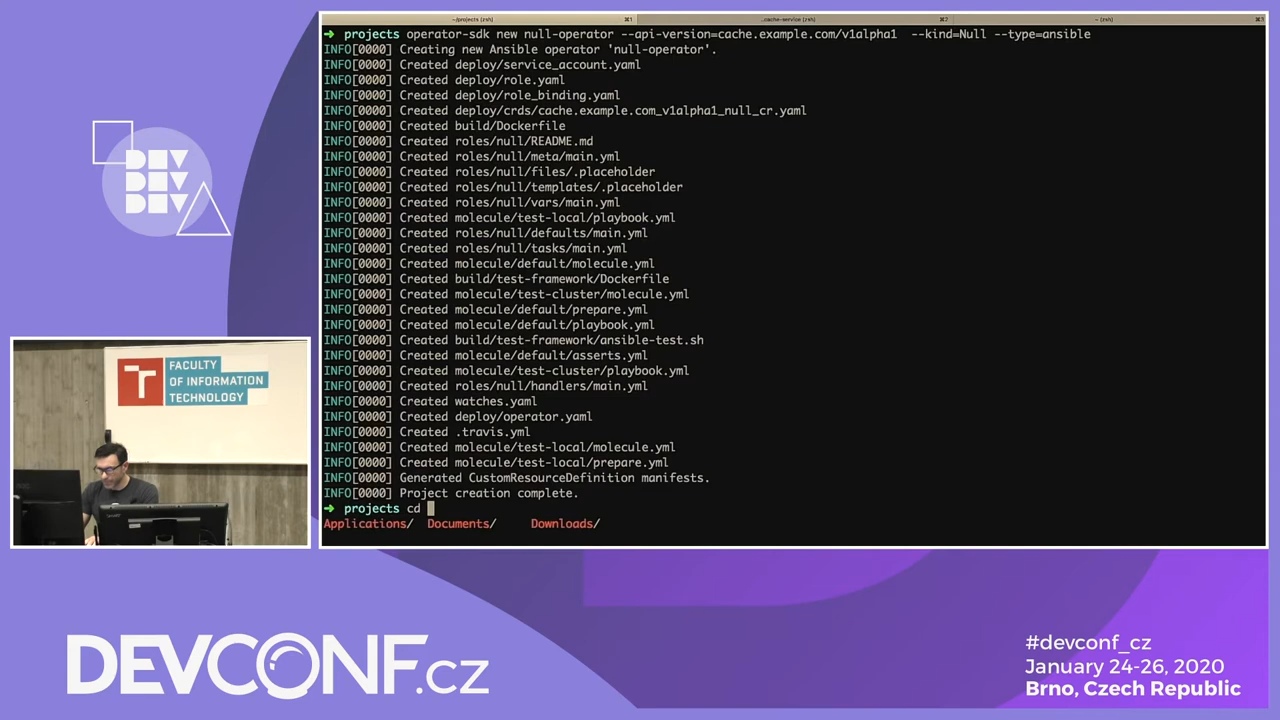 ~/projects (zsh) ⌘1 ..cache-service (zsh) ⌘2 ~ (zsh) ⌘3
➜ projects operator-sdk new null-operator --api-version=cache.example.com/v1alpha1 --kind=Null --type=ansible
INFO[0000] Creating new Ansible operator 'null-operator'.
INFO[0000] Created deploy/service_account.yaml
INFO[0000] Created deploy/role.yaml
INFO[0000] Created deploy/role_binding.yaml
INFO[0000] Created deploy/crds/cache.example.com_v1alpha1_null_cr.yaml
INFO[0000] Created build/Dockerfile
INFO[0000] Created roles/null/README.md
INFO[0000] Created roles/null/meta/main.yml
INFO[0000] Created roles/null/files/.placeholder
INFO[0000] Created roles/null/templates/.placeholder
INFO[0000] Created roles/null/vars/main.yml
INFO[0000] Created molecule/test-local/playbook.yml
INFO[0000] Created roles/null/defaults/main.yml
INFO[0000] Created roles/null/tasks/main.yml
INFO[0000] Created molecule/default/molecule.yml
INFO[0000] Created build/test-framework/Dockerfile
INFO[0000] Created molecule/test-cluster/molecule.yml
INFO[0000] Created molecule/default/prepare.yml
INFO[0000] Created molecule/default/playbook.yml
INFO[0000] Created build/test-framework/ansible-test.sh
INFO[0000] Created molecule/default/asserts.yml
INFO[0000] Created molecule/test-cluster/playbook.yml
INFO[0000] Created roles/null/handlers/main.yml
INFO[0000] Created watches.yaml
INFO[0000] Created deploy/operator.yaml
INFO[0000] Created .travis.yml
INFO[0000] Created molecule/test-local/molecule.yml
INFO[0000] Created molecule/test-local/prepare.yml
INFO[0000] Generated CustomResourceDefinition manifests.
INFO[0000] Project creation complete.
➜ projects cd
Applications/ Documents/ Downloads/
DEV
DEV
DEV
T
FACULTY
OF INFORMATION
TECHNOLOGY
DEVCONF.cz
#devconf_cz
January 24-26, 2020
Brno, Czech Republic